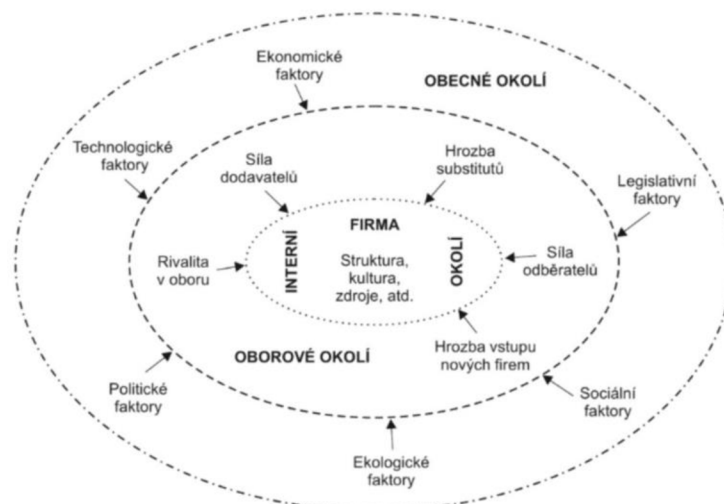 Ekonomické
faktory
OBECNÉ OKOLÍ
Technologické
faktory
Síla
dodavatelů
Hrozba
substitutů
Legislativní
faktory
FIRMA
INTERNÍ
OKOLÍ
Struktura,
kultura,
zdroje, atd.
Rivalita
v oboru
Síla
odběratelů
OBOROVÉ OKOLÍ
Hrozba vstupu
nových firem
Politické
faktory
Sociální
faktory
Ekologické
faktory